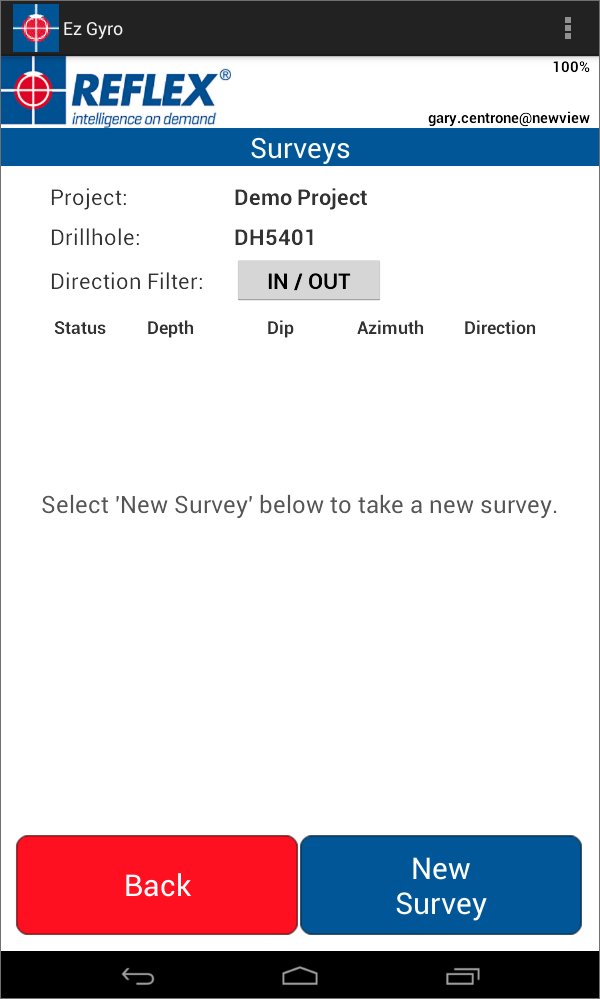 Ez Gyro
100%
REFLEX®
intelligence on demand
gary.centrone@newview
Surveys
Project: Demo Project
Drillhole: DH5401
Direction Filter: IN / OUT
Status Depth Dip Azimuth Direction
Select 'New Survey' below to take a new survey.
Back
New
Survey